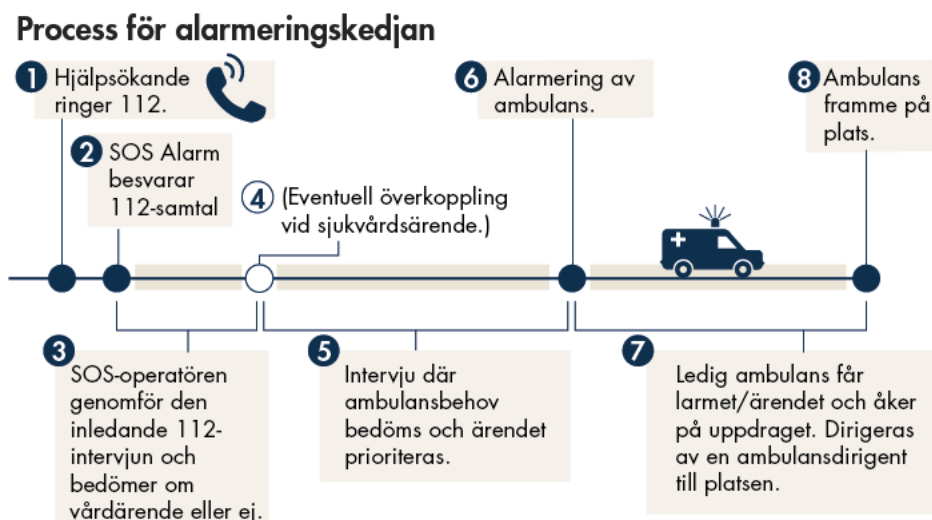 Process för alarmeringskedjan
1 Hjälpsökande
ringer 112.
2 SOS Alarm
besvarar
112-samtal
3
SOS-operatören
genomför den
inledande 112-
intervjun och
bedömer om
vårdärende eller ej.
4 (Eventuell överkoppling
vid sjukvårdsärende.)
5
Intervju där
ambulansbehov
bedöms och ärendet
prioriteras.
6 Alarmering av
ambulans.
7
Ledig ambulans får
larmet/ärendet och åker
på uppdraget. Dirigeras
av en ambulansdirigent
till platsen.
8 Ambulans
framme på
plats.